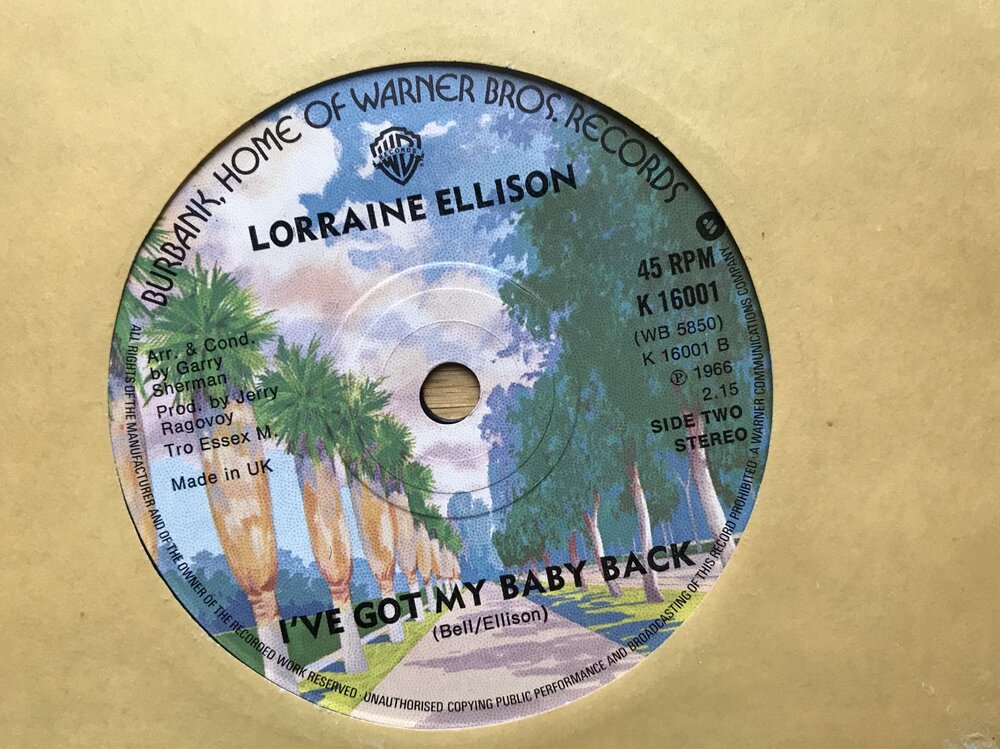 BURBANK, HOME OF WARNER BROS. RECORDS
RECORDS
LORRAINE ELLISON
45 RPM
K 16001
(WB 5850)
K 16001 B
Ⓟ 1966
2.15
SIDE TWO
STEREO
Arr. & Cond.
by Garry
Sherman
Prod. by Jerry
Ragovoy
Tro Essex M.
Made in UK
I'VE GOT MY BABY BACK
(Bell/Ellison)
ALL RIGHTS OF THE MANUFACTURER AND OF THE OWNER OF THE RECORDED WORK RESERVED · UNAUTHORISED COPYING PUBLIC PERFORMANCE AND BROADCASTING OF THIS RECORD PROHIBITED · A WARNER COMMUNICATIONS COMPANY